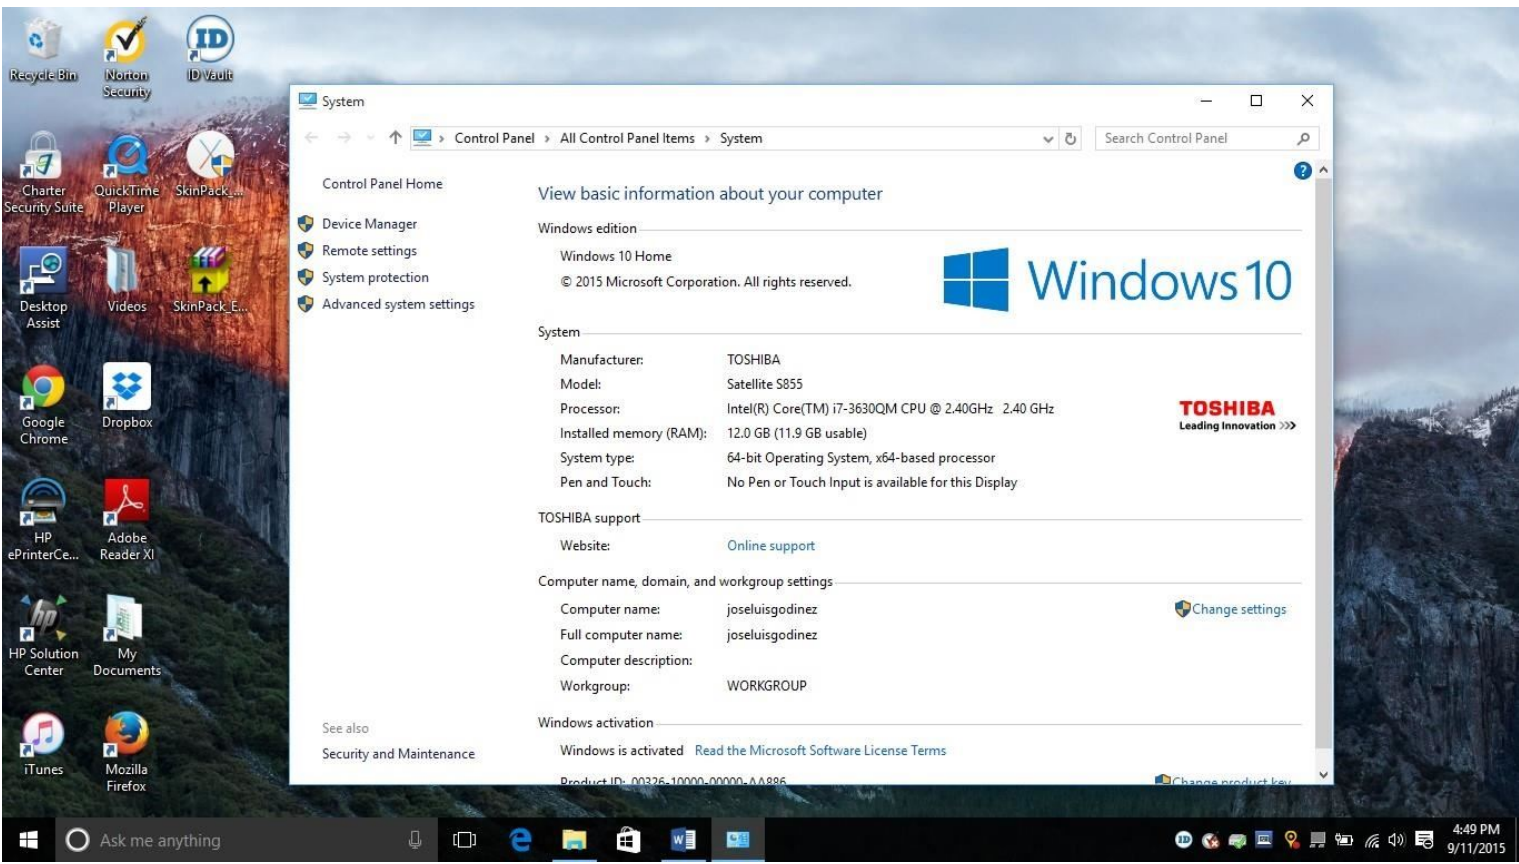 Recycle Bin
Norton
Security
ID Vault
Charter
Security Suite
QuickTime
Player
SkinPack_...
Desktop
Assist
Videos
SkinPack_E...
Google
Chrome
Dropbox
HP
ePrinterCe...
Adobe
Reader XI
HP Solution
Center
My
Documents
iTunes
Mozilla
Firefox
System
Control Panel > All Control Panel Items > System
Search Control Panel
Control Panel Home
Device Manager
Remote settings
System protection
Advanced system settings
See also
Security and Maintenance
View basic information about your computer
Windows edition
Windows 10 Home
© 2015 Microsoft Corporation. All rights reserved.
Windows 10
System
Manufacturer: TOSHIBA
Model: Satellite S855
Processor: Intel(R) Core(TM) i7-3630QM CPU @ 2.40GHz 2.40 GHz
Installed memory (RAM): 12.0 GB (11.9 GB usable)
System type: 64-bit Operating System, x64-based processor
Pen and Touch: No Pen or Touch Input is available for this Display
TOSHIBA
Leading Innovation >>>
TOSHIBA support
Website: Online support
Computer name, domain, and workgroup settings
Computer name: joseluisgodinez
Change settings
Full computer name: joseluisgodinez
Computer description:
Workgroup: WORKGROUP
Windows activation
Windows is activated Read the Microsoft Software License Terms
Product ID: 00326-10000-00000-AA886
Change product key
Ask me anything
4:49 PM
9/11/2015